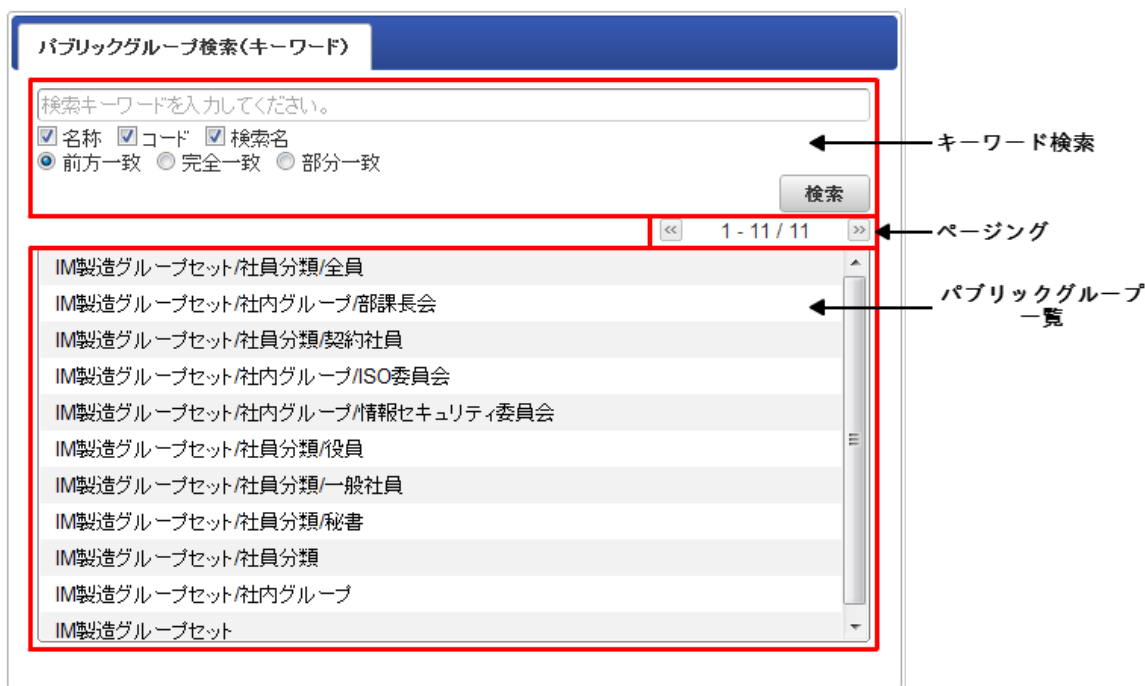 パブリックグループ検索(キーワード)
検索キーワードを入力してください。
名称 コード 検索名
前方一致 完全一致 部分一致
キーワード検索
検索
<< 1 - 11 / 11 >>
ページング
IM製造グループセット/社員分類/全員
IM製造グループセット/社内グループ/部課長会
パブリックグループ
一覧
IM製造グループセット/社員分類/契約社員
IM製造グループセット/社内グループ/ISO委員会
IM製造グループセット/社内グループ/情報セキュリティ委員会
IM製造グループセット/社員分類/役員
IM製造グループセット/社員分類/一般社員
IM製造グループセット/社員分類/秘書
IM製造グループセット/社員分類
IM製造グループセット/社内グループ
IM製造グループセット